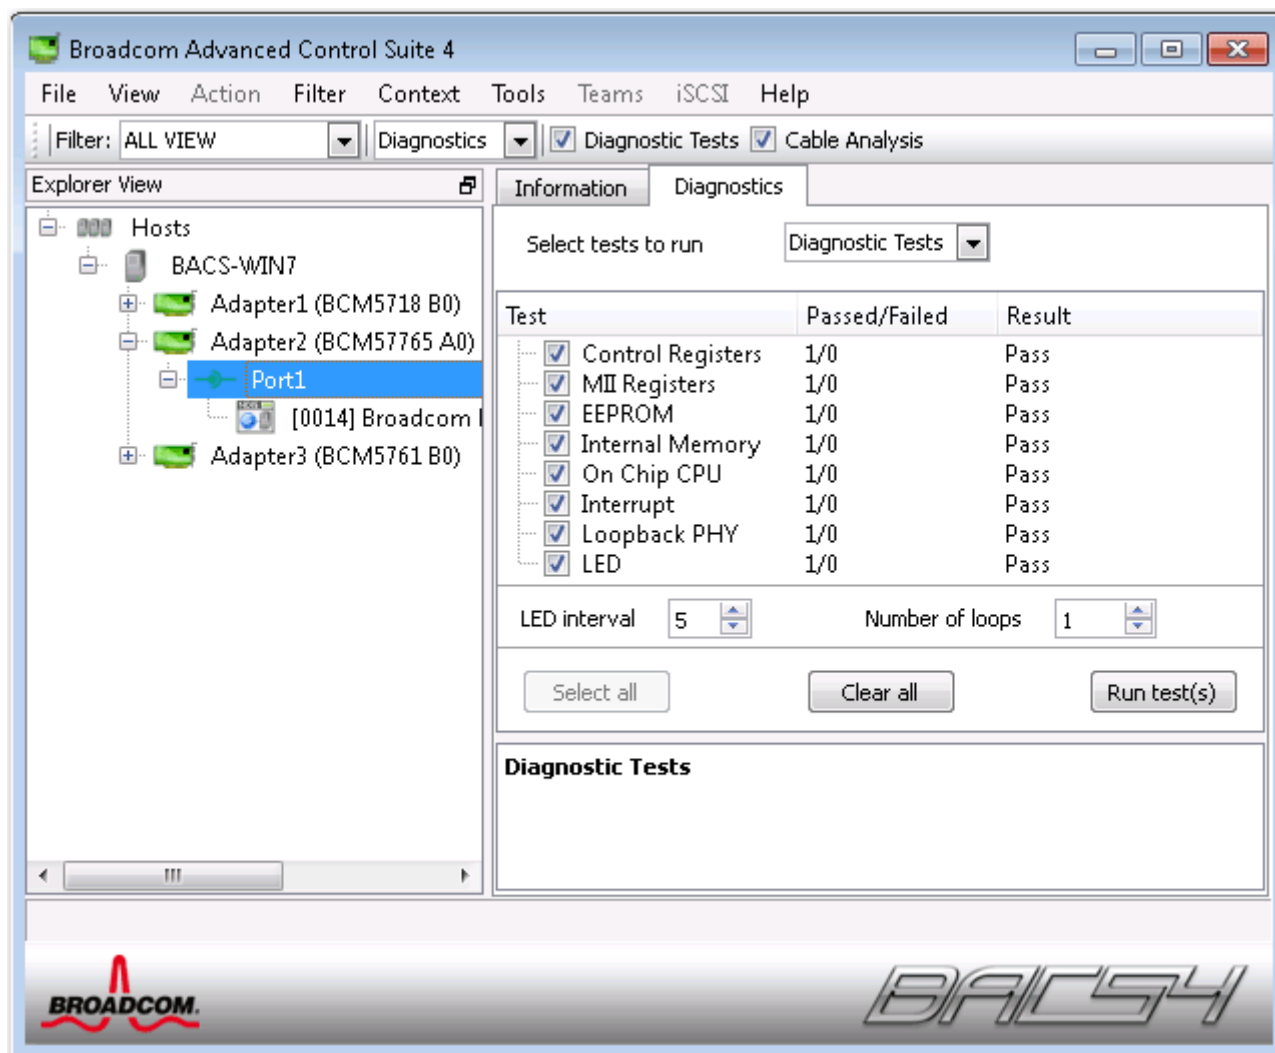 Broadcom Advanced Control Suite 4
File View Action Filter Context Tools Teams iSCSI Help
Filter: ALL VIEW Diagnostics Diagnostic Tests Cable Analysis
Explorer View
Hosts
BACS-WIN7
Adapter1 (BCM5718 B0)
Adapter2 (BCM57765 A0)
Port1
[0014] Broadcom
Adapter3 (BCM5761 B0)
Information Diagnostics
Select tests to run Diagnostic Tests
Test Passed/Failed Result
Control Registers 1/0 Pass
MII Registers 1/0 Pass
EEPROM 1/0 Pass
Internal Memory 1/0 Pass
On Chip CPU 1/0 Pass
Interrupt 1/0 Pass
Loopback PHY 1/0 Pass
LED 1/0 Pass
LED interval 5 Number of loops 1
Select all Clear all Run test(s)
Diagnostic Tests
BROADCOM. BACS4